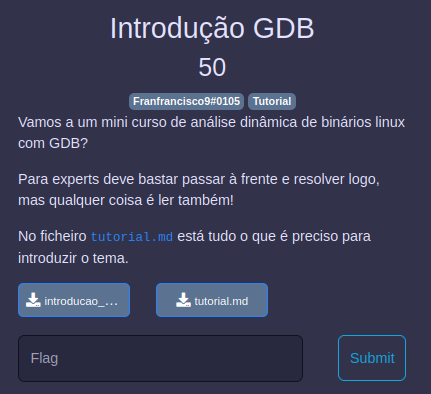 Introdução GDB
50
Franfrancisco9#0105 Tutorial
Vamos a um mini curso de análise dinâmica de binários linux
com GDB?
Para experts deve bastar passar à frente e resolver logo,
mas qualquer coisa é ler também!
No ficheiro tutorial.md está tudo o que é preciso para
introduzir o tema.
introducao_... tutorial.md
Flag Submit